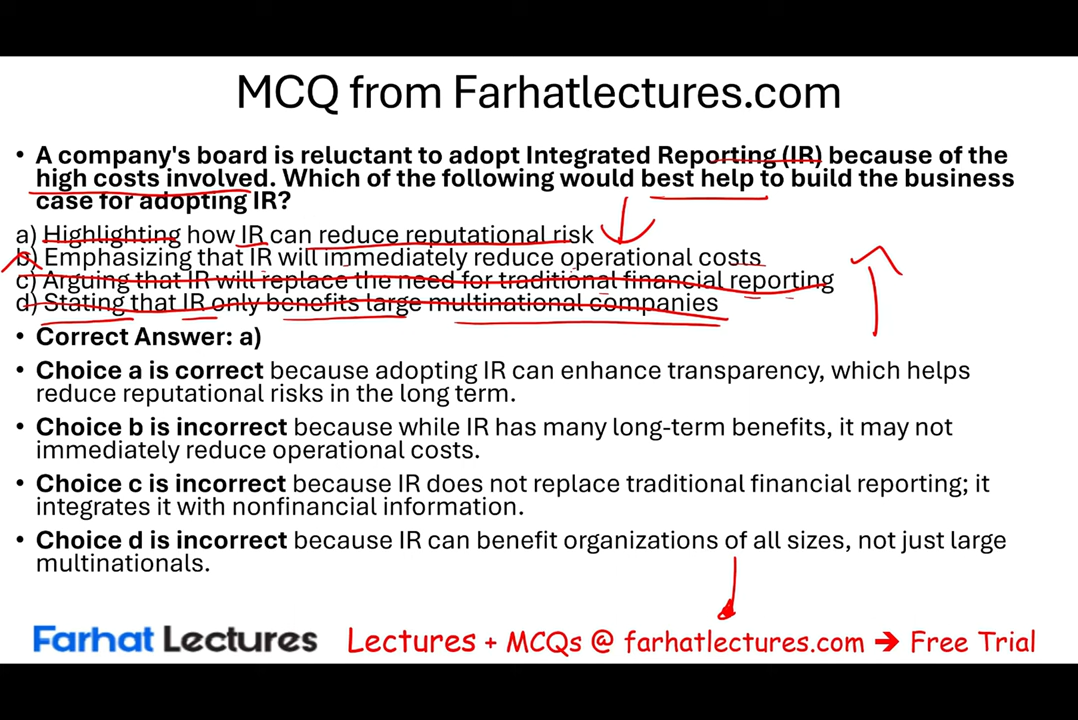 MCQ from Farhatlectures.com
• A company's board is reluctant to adopt Integrated Reporting (IR) because of the
high costs involved. Which of the following would best help to build the business
case for adopting IR?
a) Highlighting how IR can reduce reputational risk
b) Emphasizing that IR will immediately reduce operational costs
c) Arguing that IR will replace the need for traditional financial reporting
d) Stating that IR only benefits large multinational companies
• Correct Answer: a)
• Choice a is correct because adopting IR can enhance transparency, which helps
reduce reputational risks in the long term.
• Choice b is incorrect because while IR has many long-term benefits, it may not
immediately reduce operational costs.
• Choice c is incorrect because IR does not replace traditional financial reporting; it
integrates it with nonfinancial information.
• Choice d is incorrect because IR can benefit organizations of all sizes, not just large
multinationals.
Farhat Lectures Lectures + MCQs @ farhatlectures.com ➔ Free Trial